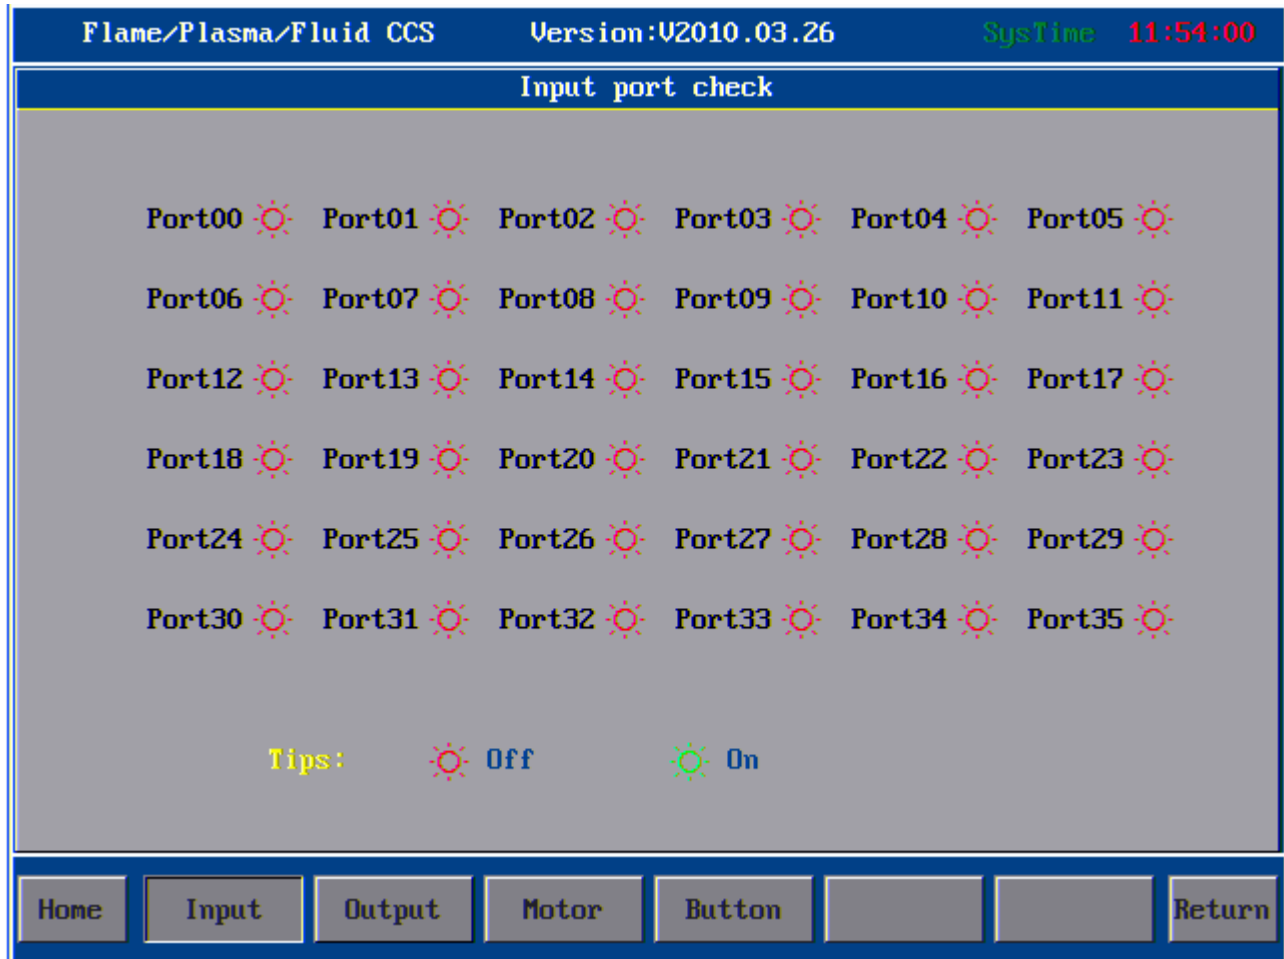 Flame/Plasma/Fluid CCS Version:V2010.03.26 SysTime 11:54:00
Input port check
Port00 Port01 Port02 Port03 Port04 Port05
Port06 Port07 Port08 Port09 Port10 Port11
Port12 Port13 Port14 Port15 Port16 Port17
Port18 Port19 Port20 Port21 Port22 Port23
Port24 Port25 Port26 Port27 Port28 Port29
Port30 Port31 Port32 Port33 Port34 Port35
Tips: Off On
Home Input Output Motor Button Return